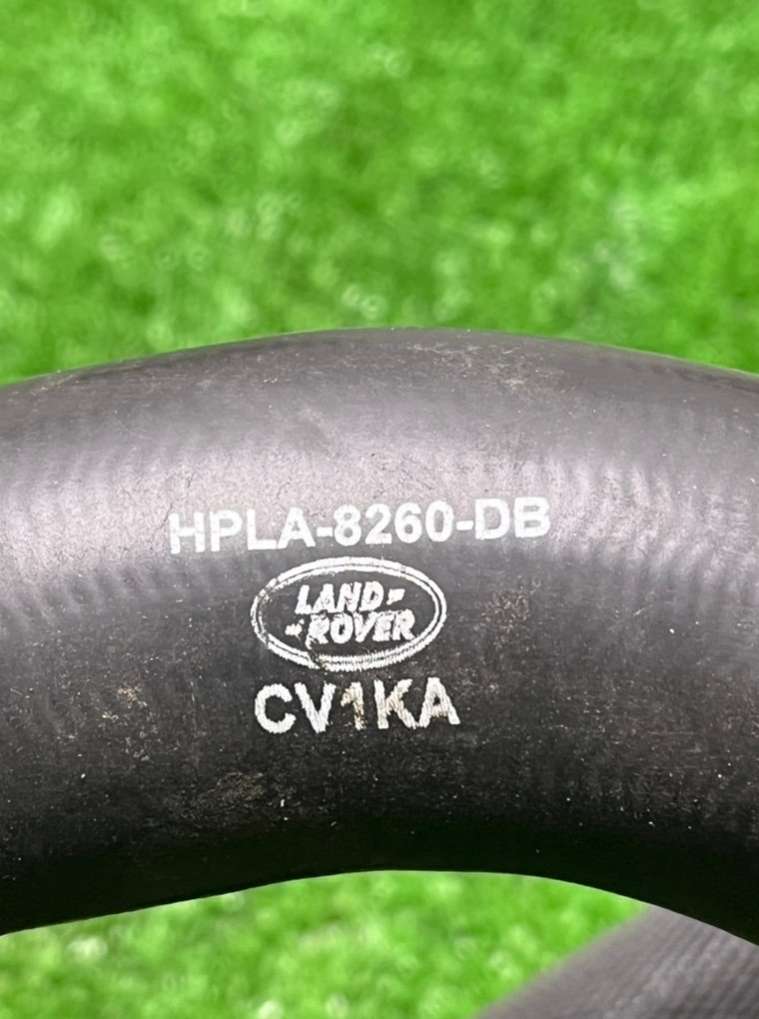 HPLA-8260-DB
LAND-
-ROVER
CV1KA